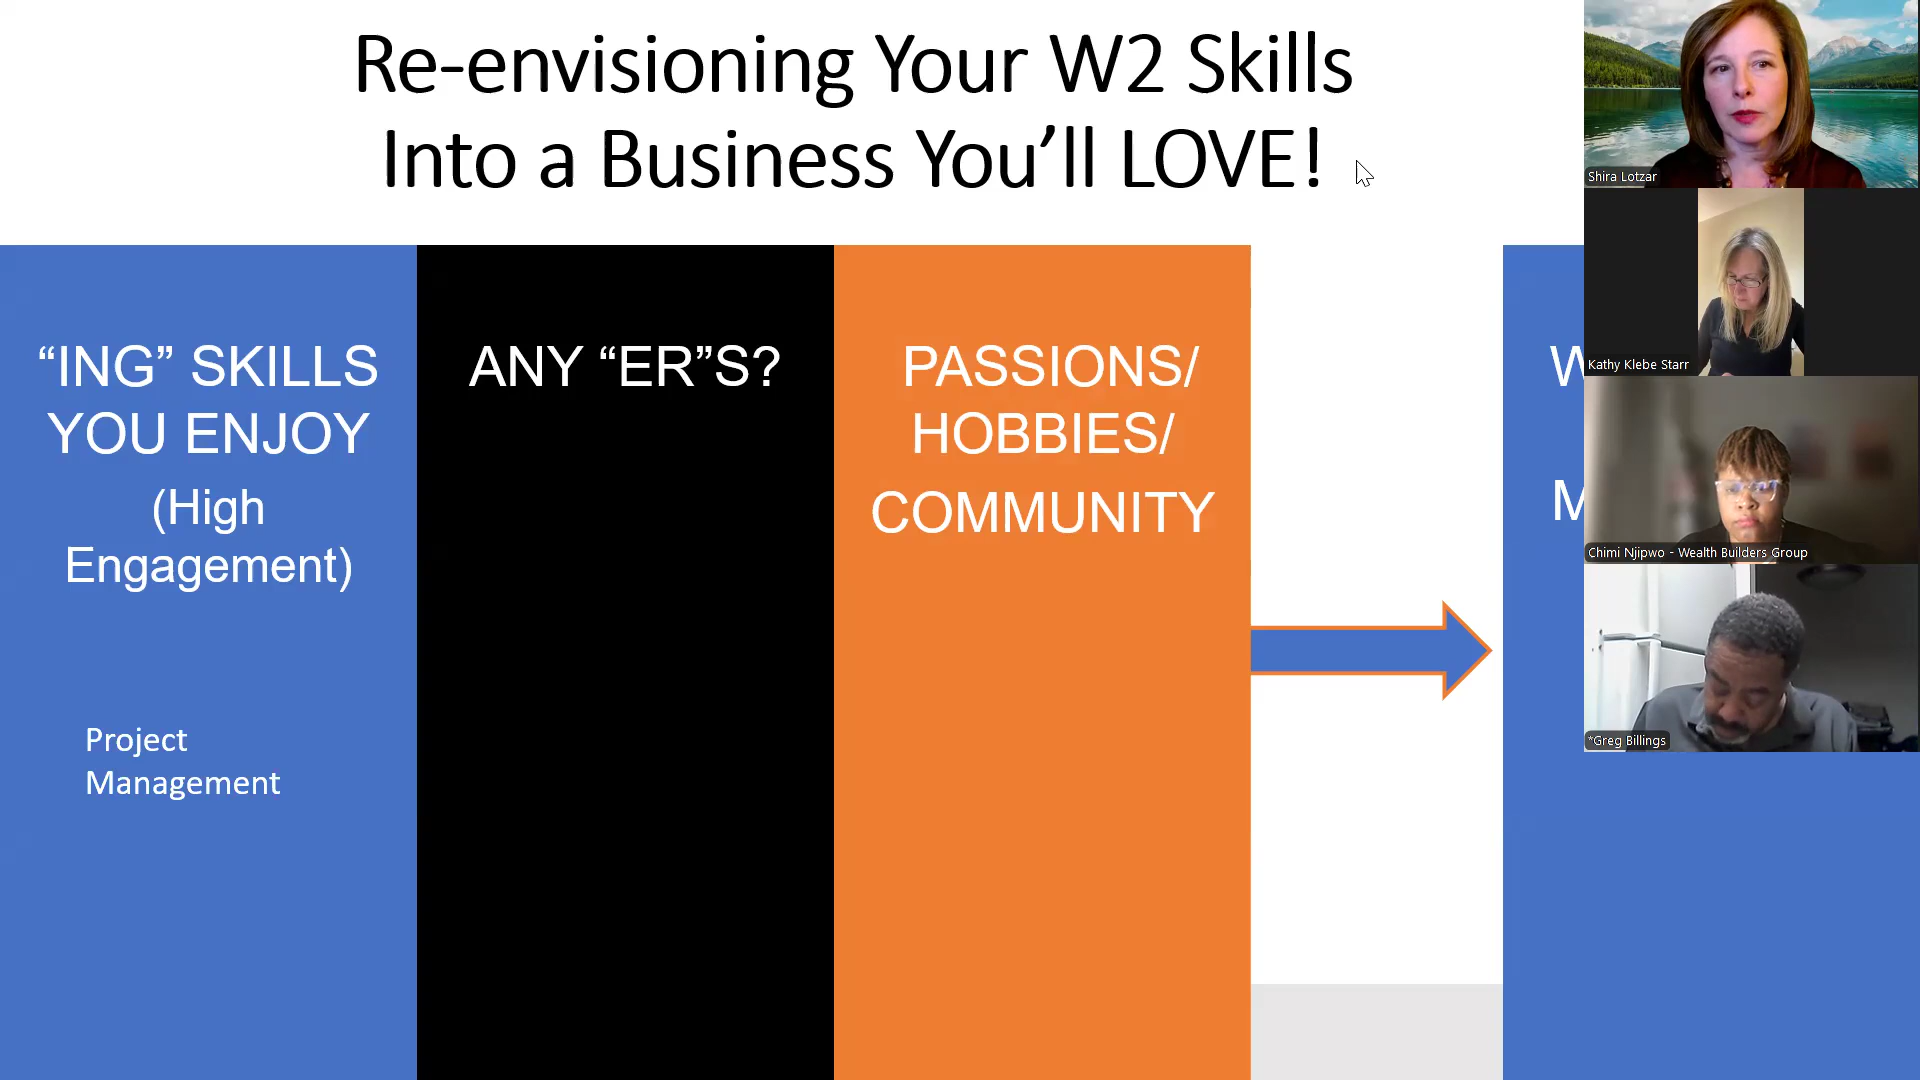 Re-envisioning Your W2 Skills
Into a Business You’ll LOVE!
“ING” SKILLS
YOU ENJOY
(High
Engagement)
Project
Management
ANY “ER”S?
PASSIONS/
HOBBIES/
COMMUNITY
Shira Lotzar
Kathy Klebe Starr
Chimi Njipwo - Wealth Builders Group
*Greg Billings